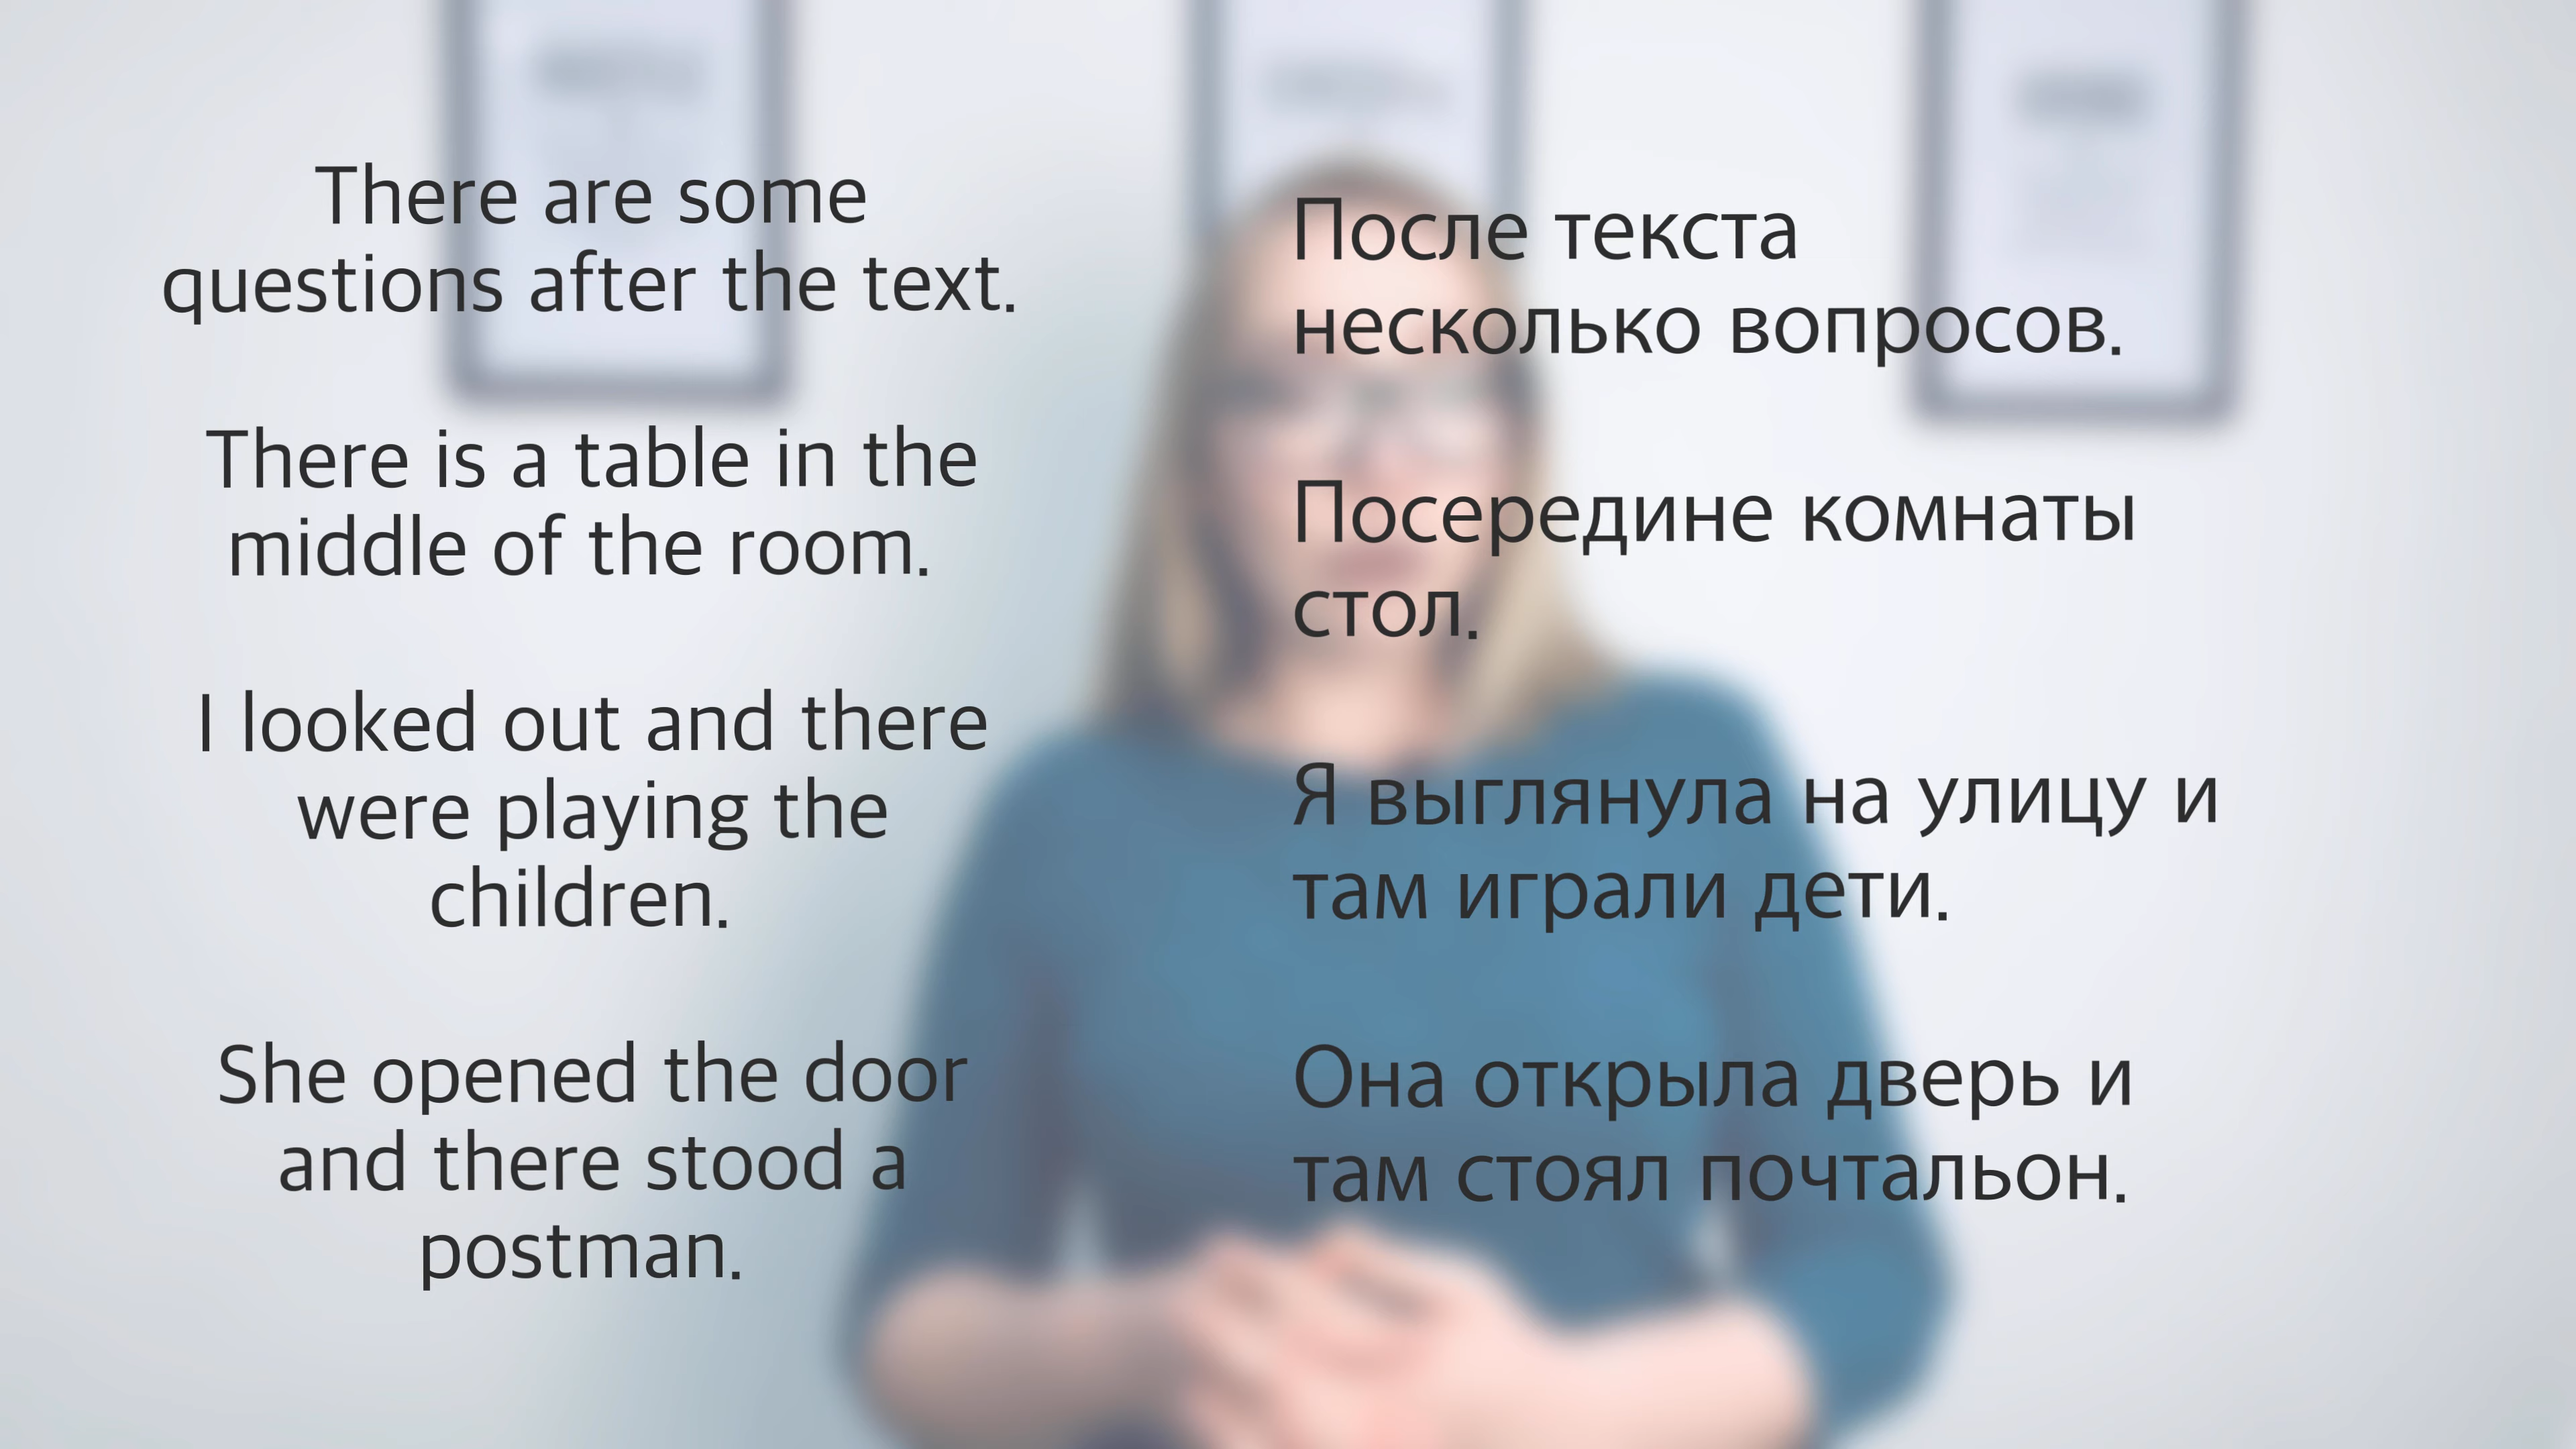 There are some
questions after the text.
There is a table in the
middle of the room.
I looked out and there
were playing the
children.
She opened the door
and there stood a
postman.
После текста
несколько вопросов.
Посередине комнаты
стол.
Я выглянула на улицу и
там играли дети.
Она открыла дверь и
там стоял почтальон.